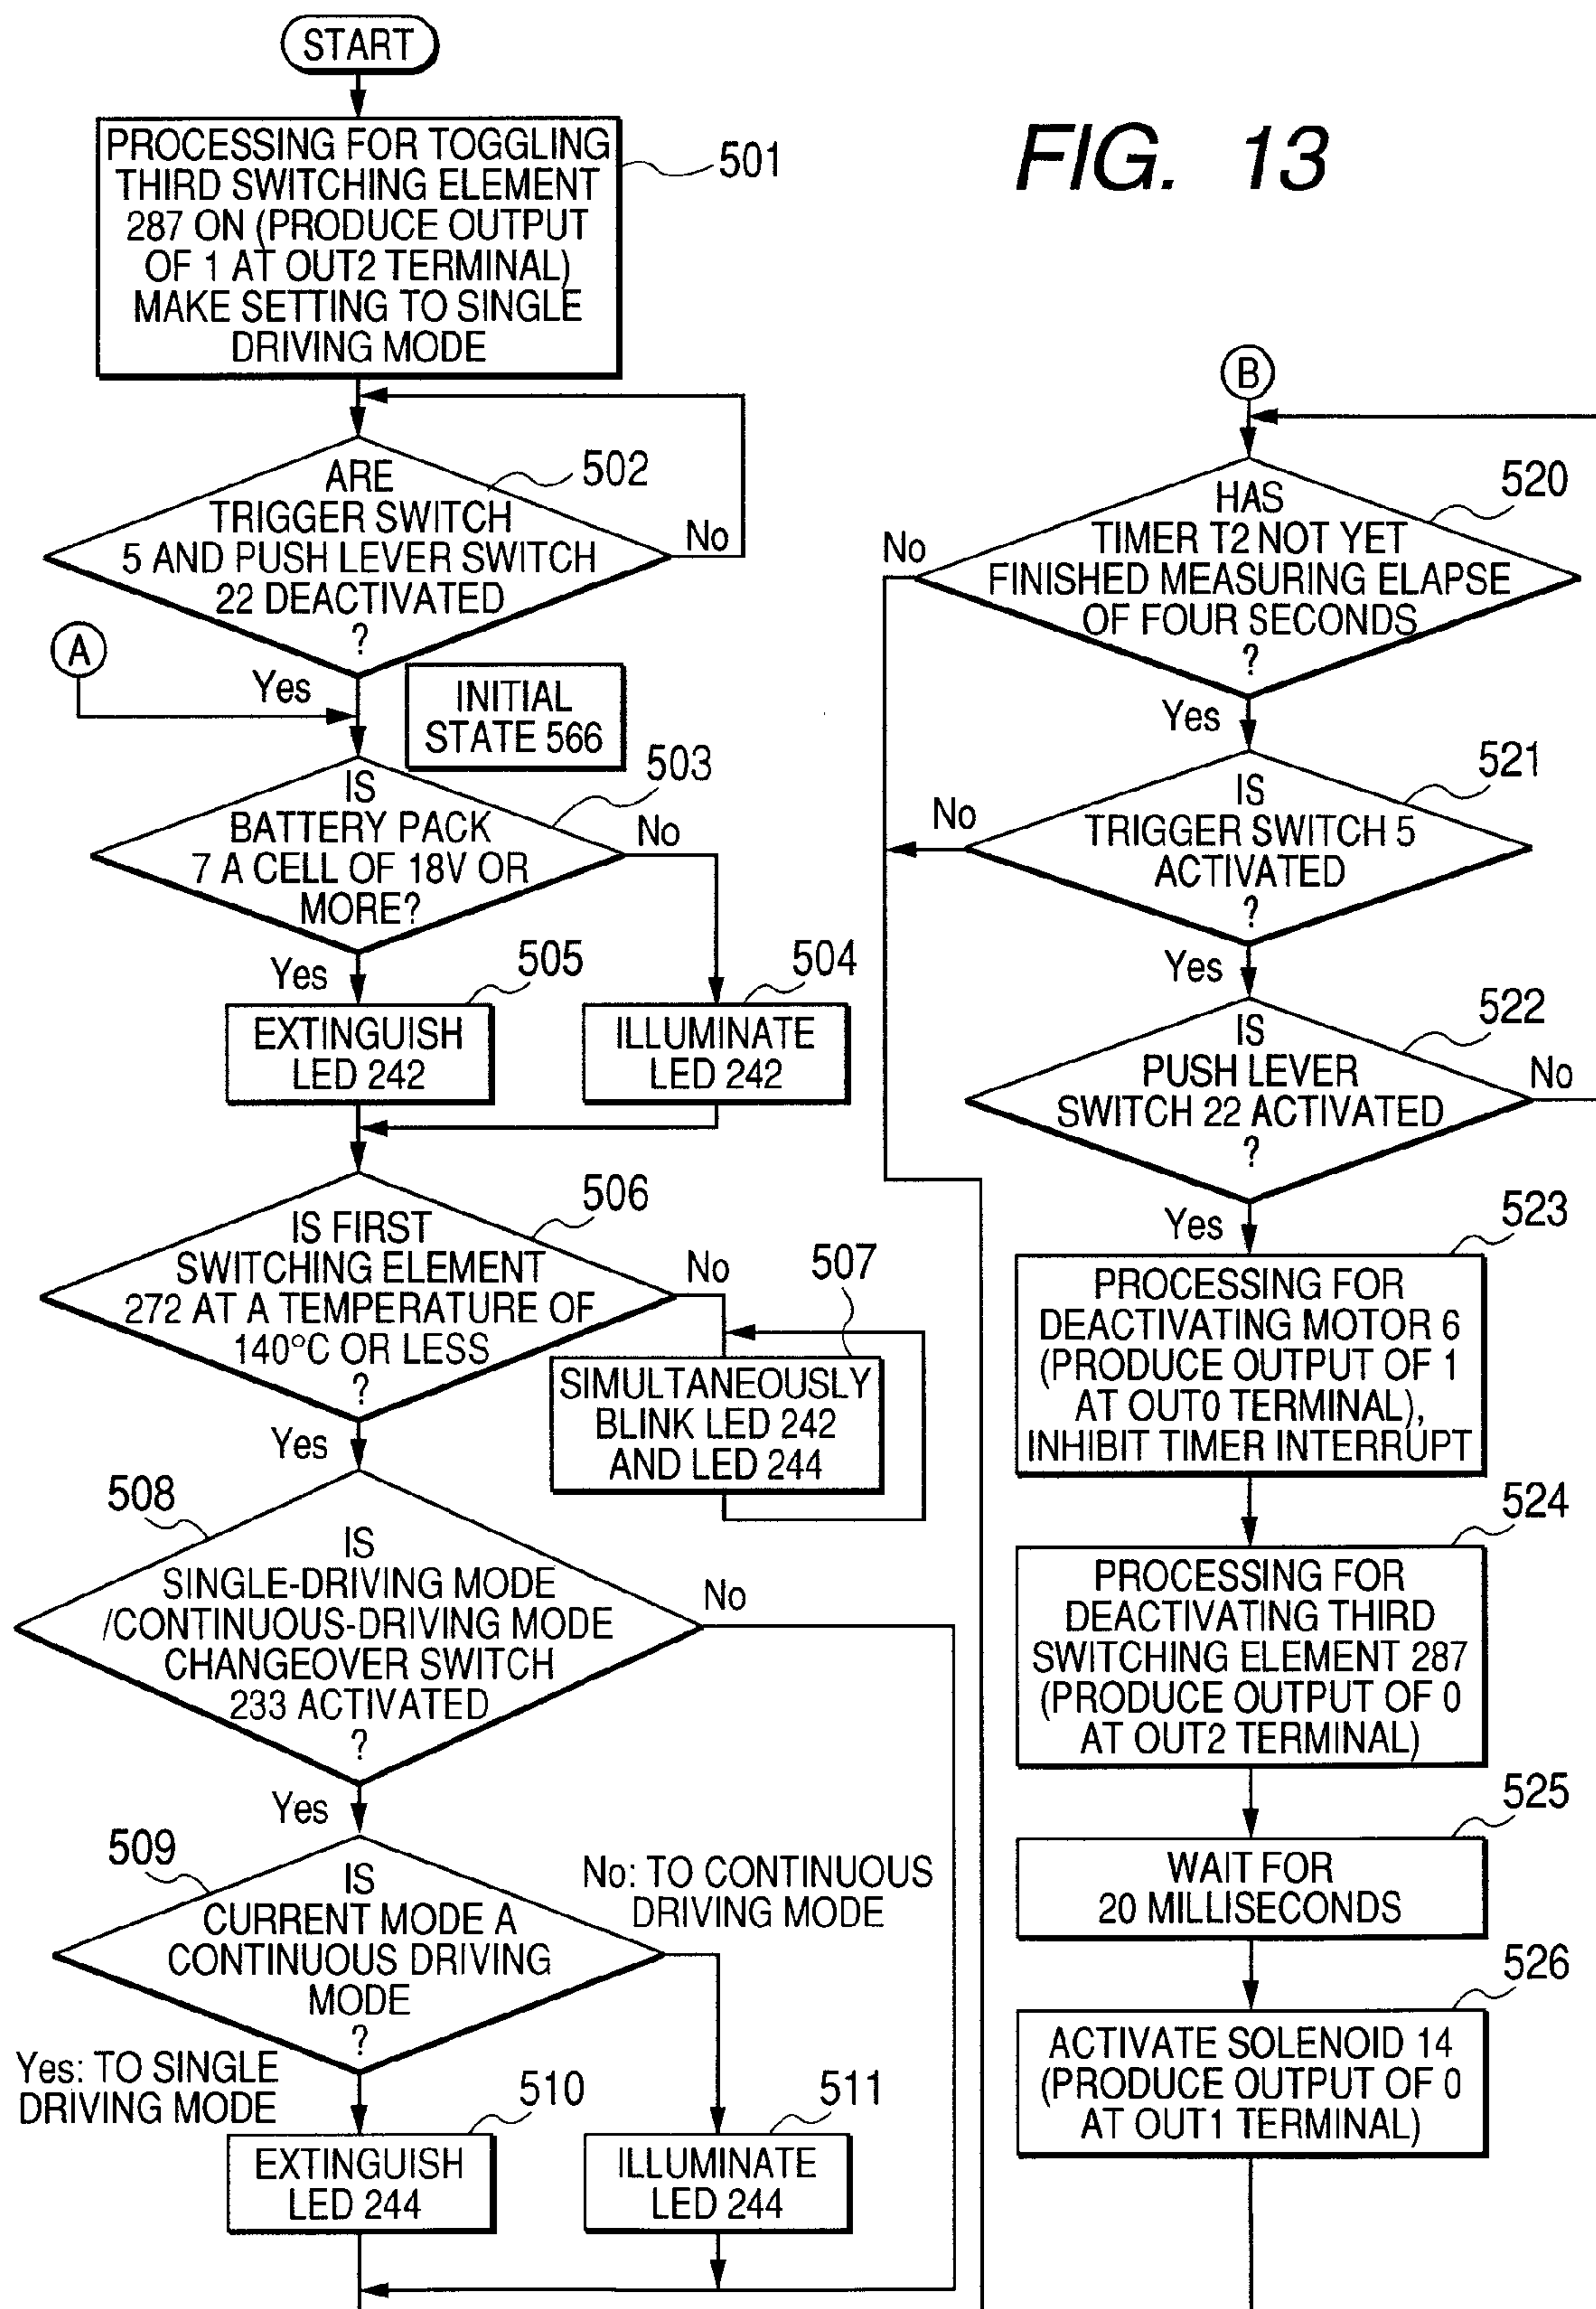 START
FIG. 13
PROCESSING FOR TOGGLING
THIRD SWITCHING ELEMENT
287 ON (PRODUCE OUTPUT
OF 1 AT OUT2 TERMINAL)
MAKE SETTING TO SINGLE
DRIVING MODE
501
ARE
TRIGGER SWITCH
5 AND PUSH LEVER SWITCH
22 DEACTIVATED
?
502
No
Yes
A
INITIAL
STATE 566
IS
BATTERY PACK
7 A CELL OF 18V OR
MORE?
503
No
Yes
505
EXTINGUISH
LED 242
504
ILLUMINATE
LED 242
IS FIRST
SWITCHING ELEMENT
272 AT A TEMPERATURE OF
140°C OR LESS
?
506
No
507
SIMULTANEOUSLY
BLINK LED 242
AND LED 244
Yes
508
IS
SINGLE-DRIVING MODE
/CONTINUOUS-DRIVING MODE
CHANGEOVER SWITCH
233 ACTIVATED
?
No
Yes
509
IS
CURRENT MODE A
CONTINUOUS DRIVING
MODE
?
No: TO CONTINUOUS
DRIVING MODE
Yes: TO SINGLE
DRIVING MODE
510
EXTINGUISH
LED 244
511
ILLUMINATE
LED 244
B
HAS
TIMER T2 NOT YET
FINISHED MEASURING ELAPSE
OF FOUR SECONDS
?
520
No
Yes
IS
TRIGGER SWITCH 5
ACTIVATED
?
521
No
Yes
IS
PUSH LEVER
SWITCH 22 ACTIVATED
?
522
No
Yes
523
PROCESSING FOR
DEACTIVATING MOTOR 6
(PRODUCE OUTPUT OF 1
AT OUT0 TERMINAL),
INHIBIT TIMER INTERRUPT
524
PROCESSING FOR
DEACTIVATING THIRD
SWITCHING ELEMENT 287
(PRODUCE OUTPUT OF 0
AT OUT2 TERMINAL)
525
WAIT FOR
20 MILLISECONDS
526
ACTIVATE SOLENOID 14
(PRODUCE OUTPUT OF 0
AT OUT1 TERMINAL)